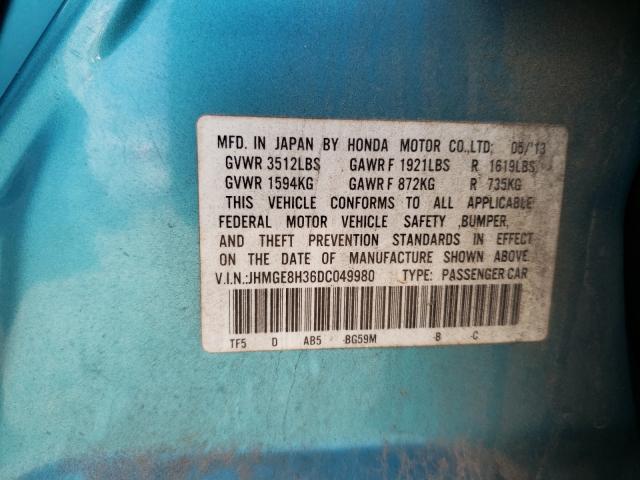 MFD. IN JAPAN BY HONDA MOTOR CO.,LTD; 05/'13
GVWR 3512LBS GAWR F 1921LBS R 1619LBS
GVWR 1594KG GAWR F 872KG R 735KG
THIS VEHICLE CONFORMS TO ALL APPLICABLE
FEDERAL MOTOR VEHICLE SAFETY ,BUMPER,
AND THEFT PREVENTION STANDARDS IN EFFECT
ON THE DATE OF MANUFACTURE SHOWN ABOVE.
V.I.N.:JHMGE8H36DC049980 TYPE: PASSENGER CAR
TF5 D AB5 -BG59M -B -C